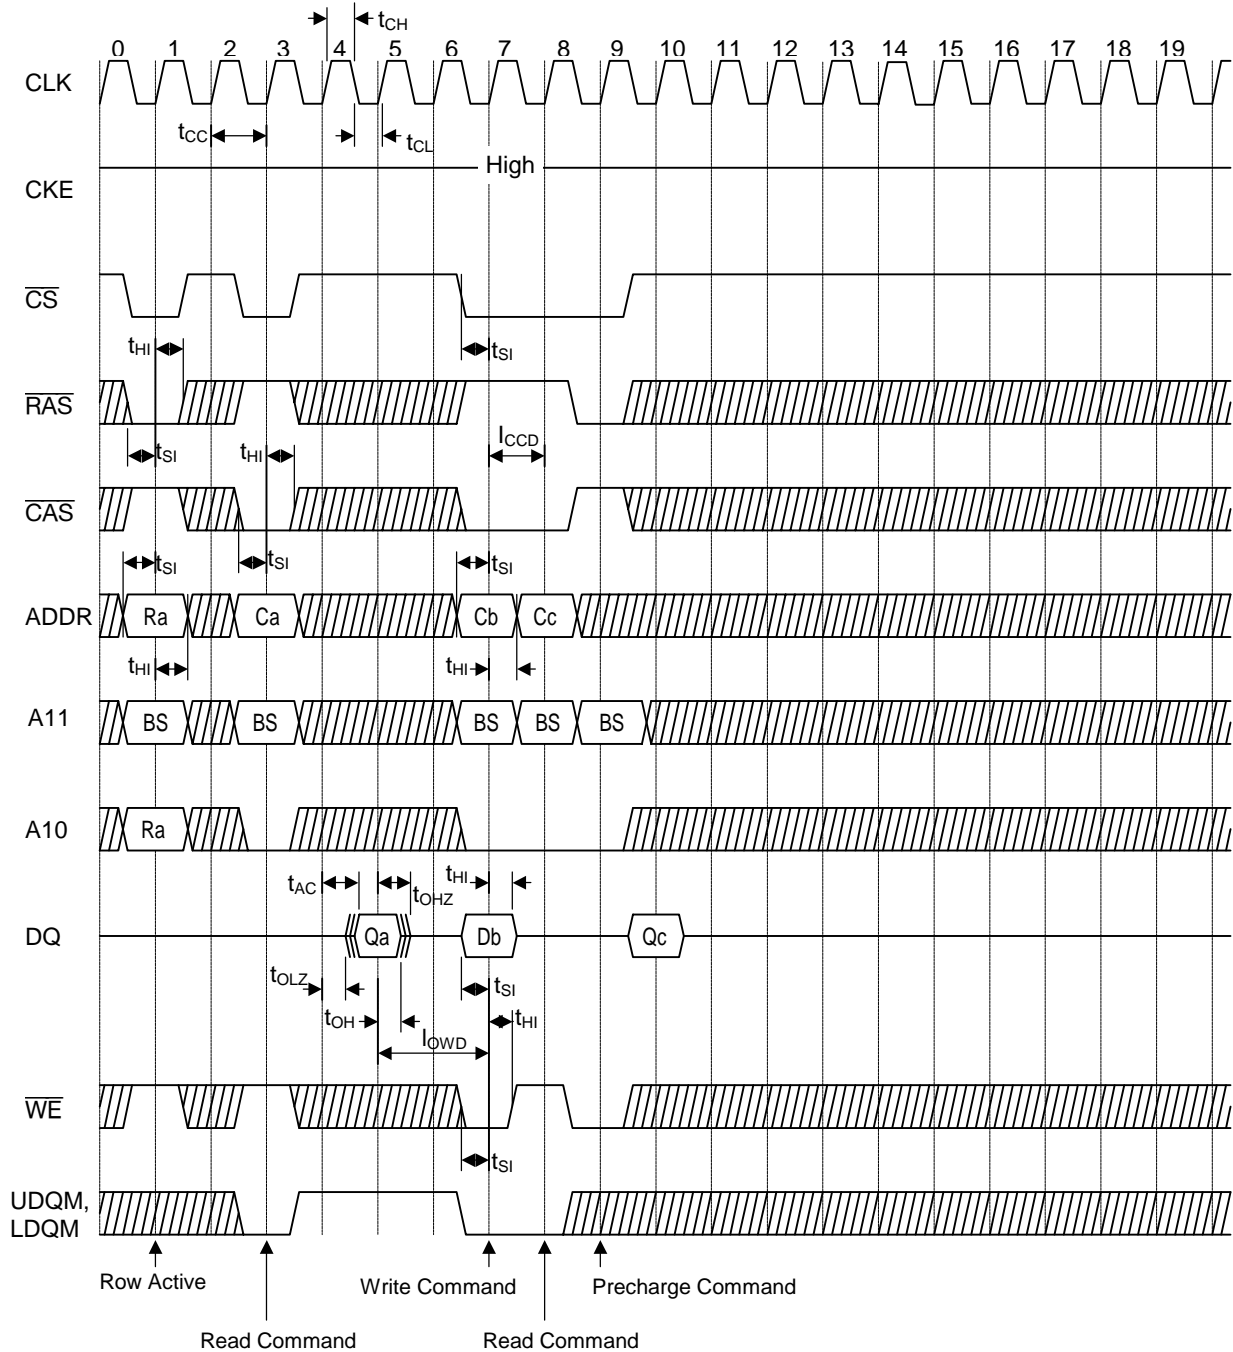 tCH
0 1 2 3 4 5 6 7 8 9 10 11 12 13 14 15 16 17 18 19
CLK
tCC
tCL
High
CKE
CS
tHI
tSI
RAS
lCCD
tSI
tHI
CAS
tSI
tSI
tSI
ADDR
Ra
Ca
Cb
Cc
tHI
tHI
A11
BS
BS
BS
BS
BS
A10
Ra
tHI
tAC
tOHZ
DQ
Qa
Db
Qc
tOLZ
tSI
tOH
tHI
lOWD
WE
tSI
UDQM,
LDQM
Row Active
Write Command
Precharge Command
Read Command
Read Command